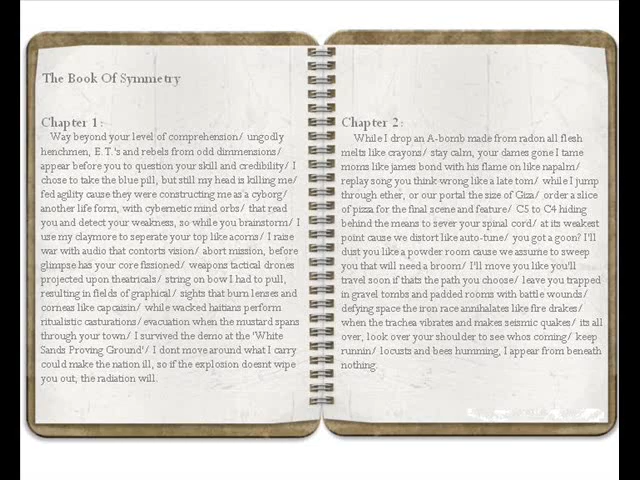 The Book Of Symmetry
Chapter 1:
Way beyond your level of comprehension/ ungodly
henchmen, E.T.'s and rebels from odd dimmensions/
appear before you to question your skill and credibility/ I
chose to take the blue pill, but still my head is killing me/
fed agility cause they were constructing me as a cyborg/
another life form, with cybernetic mind orbs/ that read
you and detect your weakness, so while you brainstorm/ I
use my claymore to seperate your top like acorns/ I raise
war with audio that contorts vision/ abort mission, before
glimpse has your core fissioned/ weapons tactical drones
projected upon theatricals/ string on bow I had to pull,
resulting in fields of graphical/ sights that burn lenses and
corneas like capcaisin/ while wacked haitians perform
ritualistic casturations/ evacuation when the mustard spans
through your town/ I survived the demo at the 'White
Sands Proving Ground'/ I dont move around what I carry
could make the nation ill, so if the explosion doesnt wipe
you out, the radiation will.
Chapter 2:
While I drop an A-bomb made from radon all flesh
melts like crayons/ stay calm, your dames gone I tame
moms like james bond with his flame on like napalm/
replay song you think wrong like a late tom/ while I jump
through ether, or our portal the size of Giza/ order a slice
of pizza for the final scene and feature/ C5 to C4 hiding
behind the means to sever your spinal cord/ at its weakest
point cause we distort like auto-tune/ you got a goon? I'll
dust you like a powder room cause we assume to sweep
you that will need a broom/ I'll move you like you'll
travel soon if thats the path you choose/ leave you trapped
in gravel tombs and padded rooms with battle wounds/
defying space the iron race annihalates like fire drakes/
when the trachea vibrates and makes seismic quakes/ its all
over, look over your shoulder to see whos coming/ keep
runnin/ locusts and bees humming, I appear from beneath
nothing.